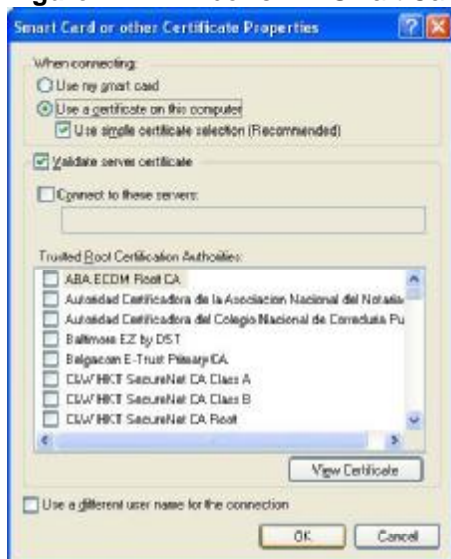 Smart Card or other Certificate Properties
When connecting:
Use my smart card
Use a certificate on this computer
Use simple certificate selection (Recommended)
Validate server certificate
Connect to these servers:
Trusted Root Certification Authorities:
ABA.ECOM Root CA
Autoridad Certificadora de la Asociacion Nacional del Notaria
Autoridad Certificadora del Colegio Nacional de Correduria Pu
Baltimore EZ by DST
Belgacom E-Trust Primary CA
C&W HKT SecureNet CA Class A
C&W HKT SecureNet CA Class B
C&W HKT SecureNet CA Root
View Certificate
Use a different user name for the connection
OK
Cancel